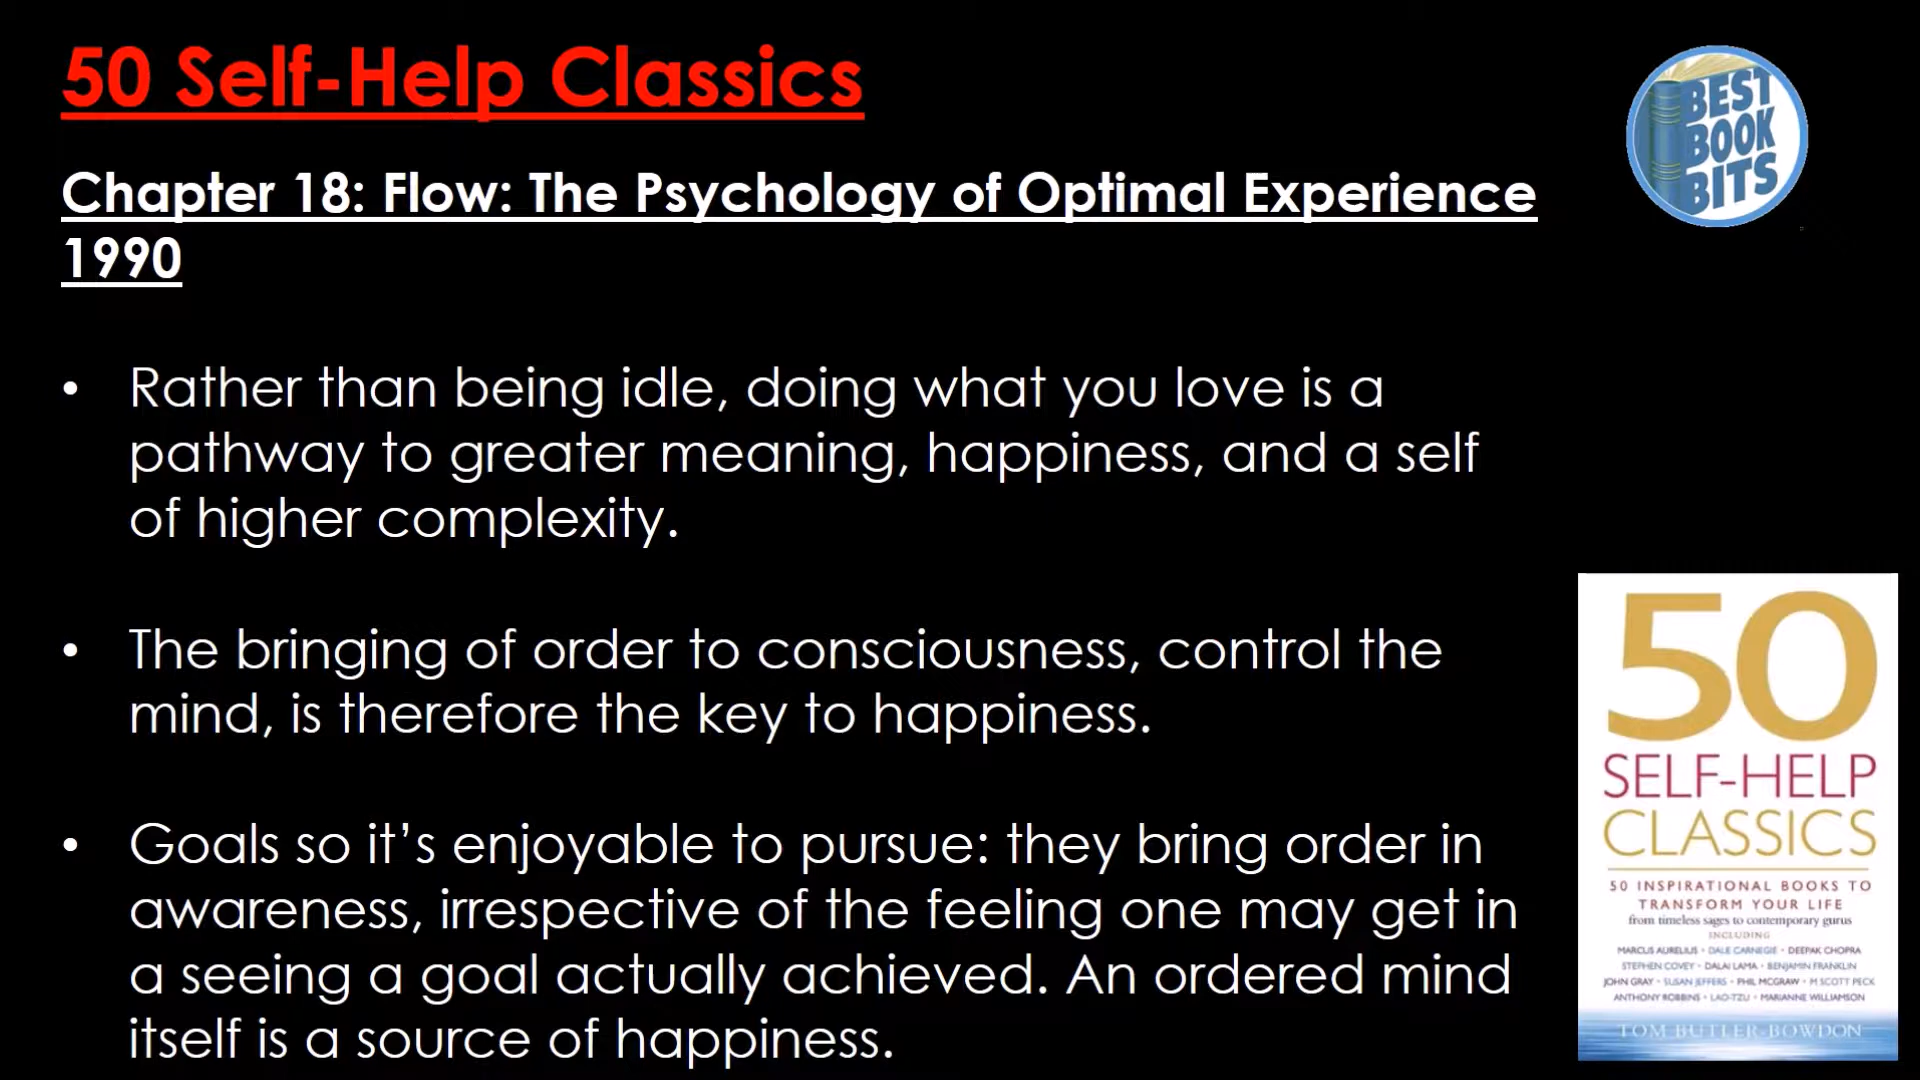 50 Self-Help Classics
Chapter 18: Flow: The Psychology of Optimal Experience
1990
• Rather than being idle, doing what you love is a
pathway to greater meaning, happiness, and a self
of higher complexity.
• The bringing of order to consciousness, control the
mind, is therefore the key to happiness.
• Goals so it’s enjoyable to pursue: they bring order in
awareness, irrespective of the feeling one may get in
a seeing a goal actually achieved. An ordered mind
itself is a source of happiness.
BEST
BOOK
BITS
50
SELF-HELP
CLASSICS
50 INSPIRATIONAL BOOKS TO
TRANSFORM YOUR LIFE
from timeless sages to contemporary gurus
INCLUDING
MARCUS AURELIUS • DALE CARNEGIE • DEEPAK CHOPRA
STEPHEN COVEY • DALAI LAMA • BENJAMIN FRANKLIN
JOHN GRAY • SUSAN JEFFERS • PHIL MCGRAW • M SCOTT PECK
ANTHONY ROBBINS • LAO-TZU • MARIANNE WILLIAMSON
TOM BUTLER-BOWDON